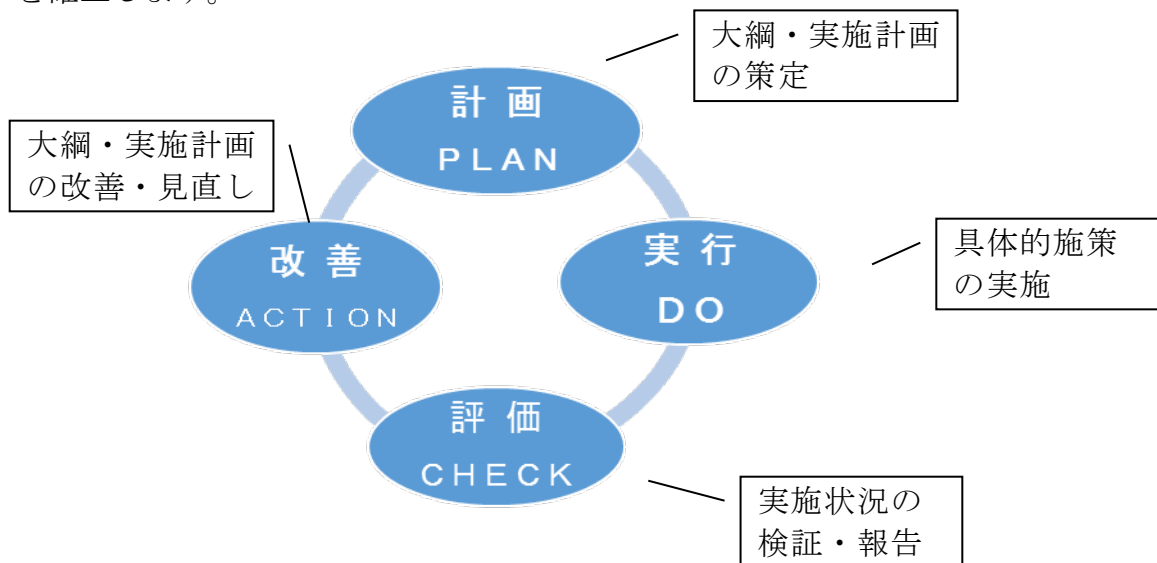 大綱・実施計画
の策定
計画
PLAN
大綱・実施計画
の改善・見直し
改善
ACTION
実行
DO
具体的施策
の実施
評価
CHECK
実施状況の
検証・報告